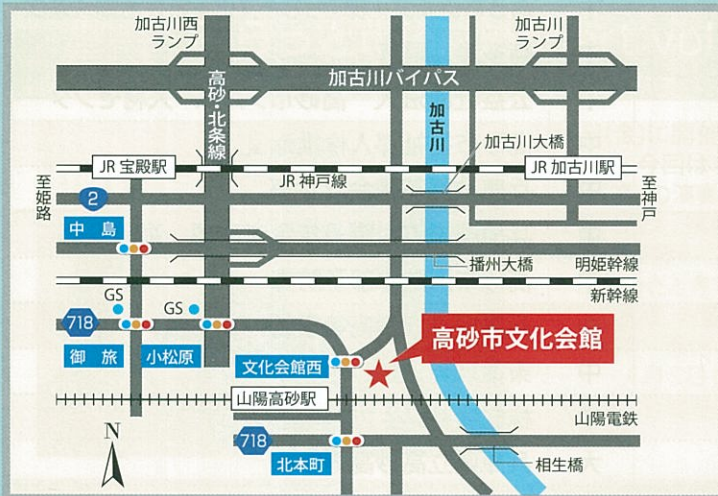 加古川西
ランプ
加古川
ランプ
加古川バイパス
高砂・北条線
加古川
加古川大橋
JR 宝殿駅
JR 加古川駅
JR 神戸線
至姫路
至神戸
2
中島
播州大橋
明姫幹線
新幹線
GS
GS
718
御旅
小松原
文化会館西
高砂市文化会館
山陽高砂駅
山陽電鉄
N
718
北本町
相生橋